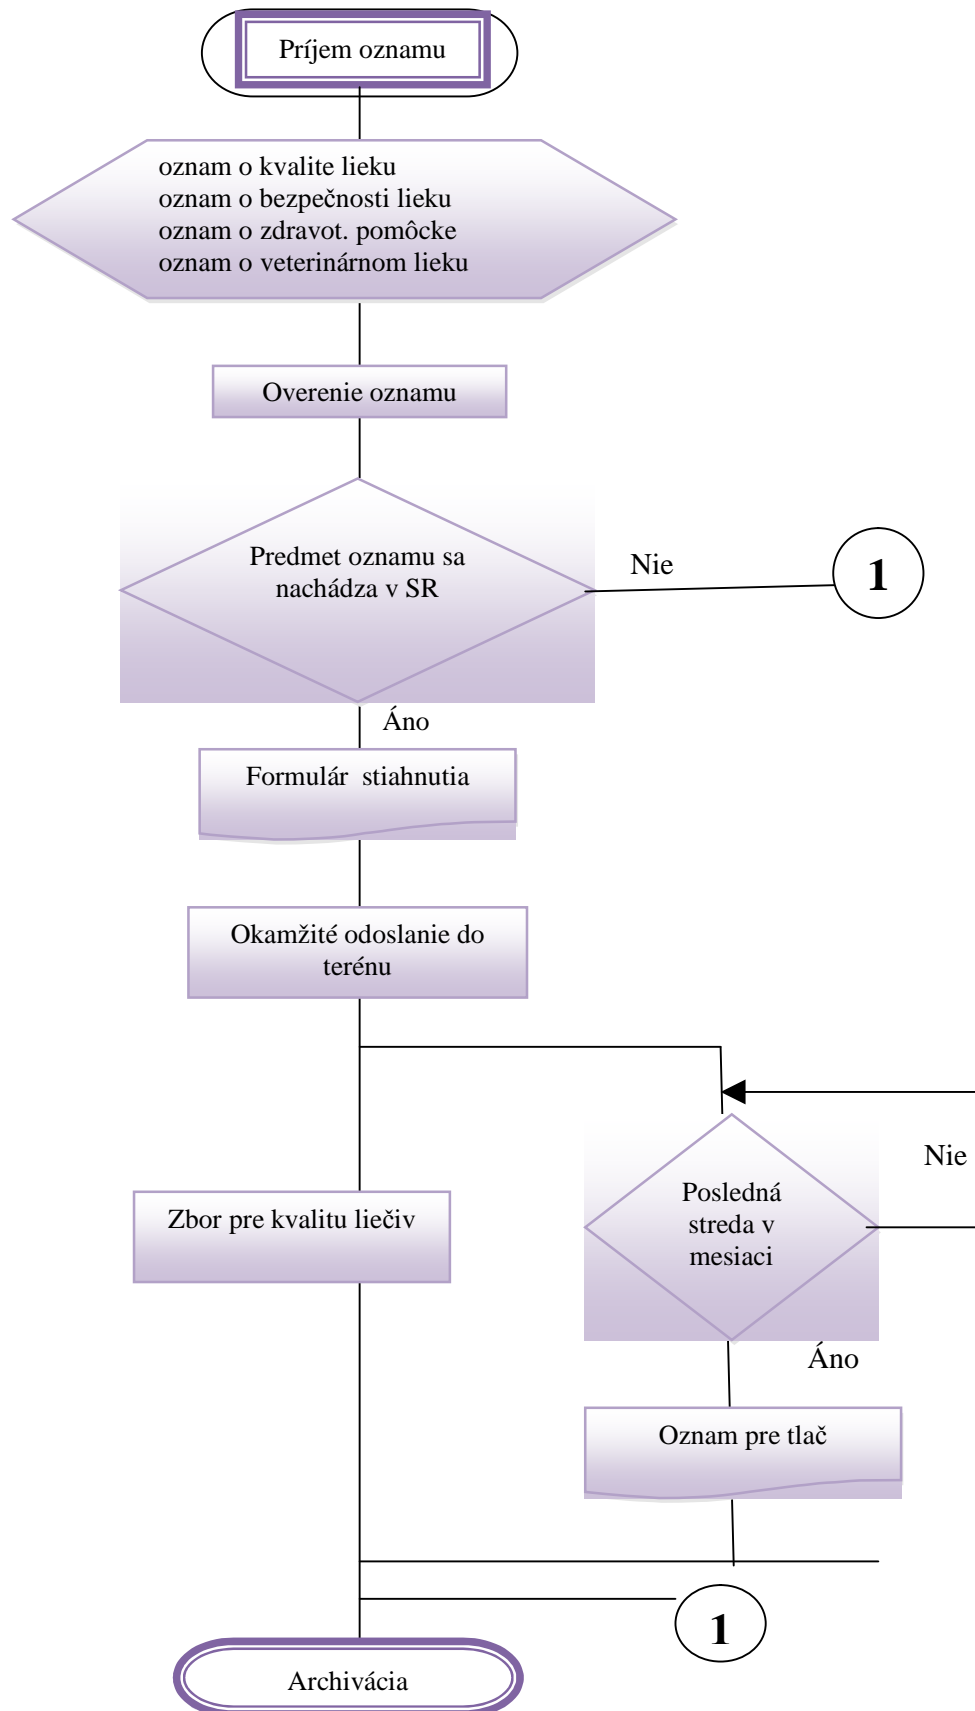 Príjem oznamu
oznam o kvalite lieku
oznam o bezpečnosti lieku
oznam o zdravot. pomôcke
oznam o veterinárnom lieku
Overenie oznamu
Predmet oznamu sa
nachádza v SR
Nie
1
Áno
Formulár stiahnutia
Okamžité odoslanie do
terénu
Nie
Zbor pre kvalitu liečiv
Posledná
streda v
mesiaci
Áno
Oznam pre tlač
1
Archivácia